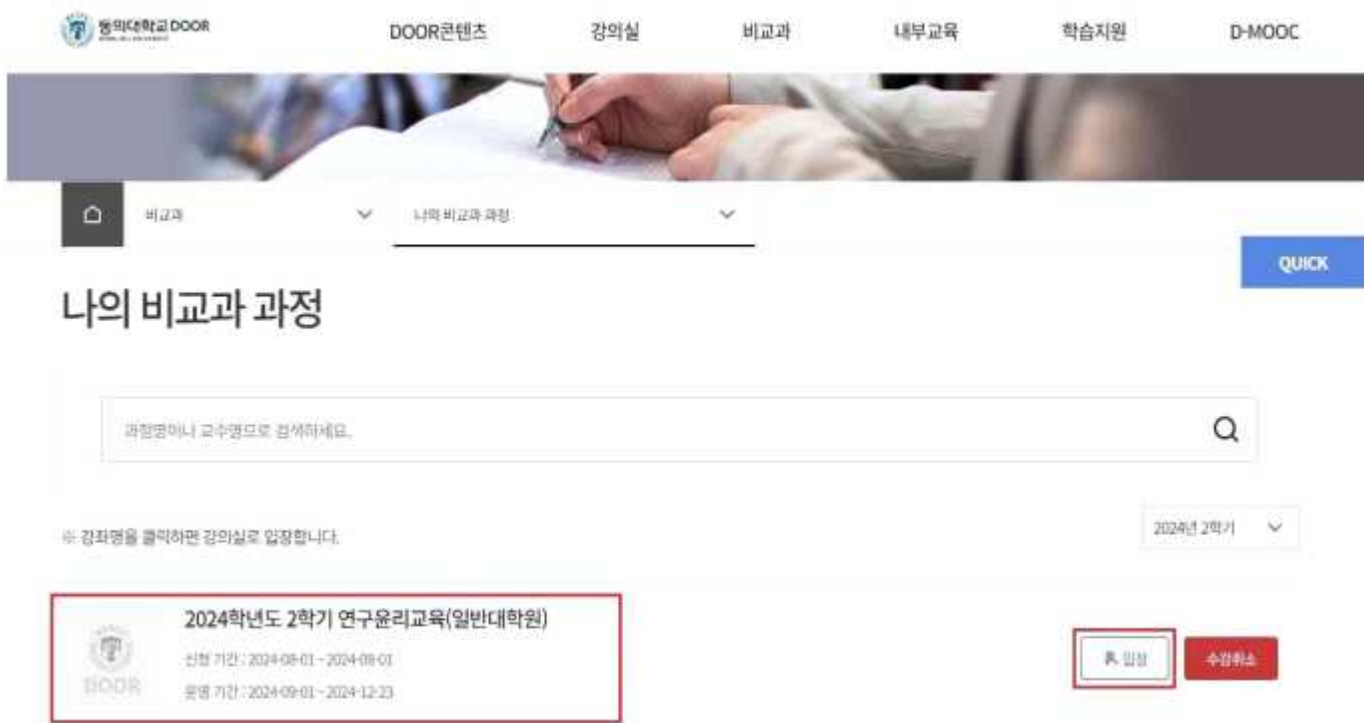 동의대학교 DOOR
DOOR콘텐츠 강의실 비교과 내부교육 학습지원 D-MOOC
비교과 나의 비교과 과정
QUICK
나의 비교과 과정
과정명이나 교수명으로 검색하세요.
※ 강좌명을 클릭하면 강의실로 입장합니다.
2024년 2학기
2024학년도 2학기 연구윤리교육(일반대학원)
신청 기간 : 2024-08-01 ~ 2024-09-01
운영 기간 : 2024-09-01 ~ 2024-12-23
DOOR
입장 수강취소